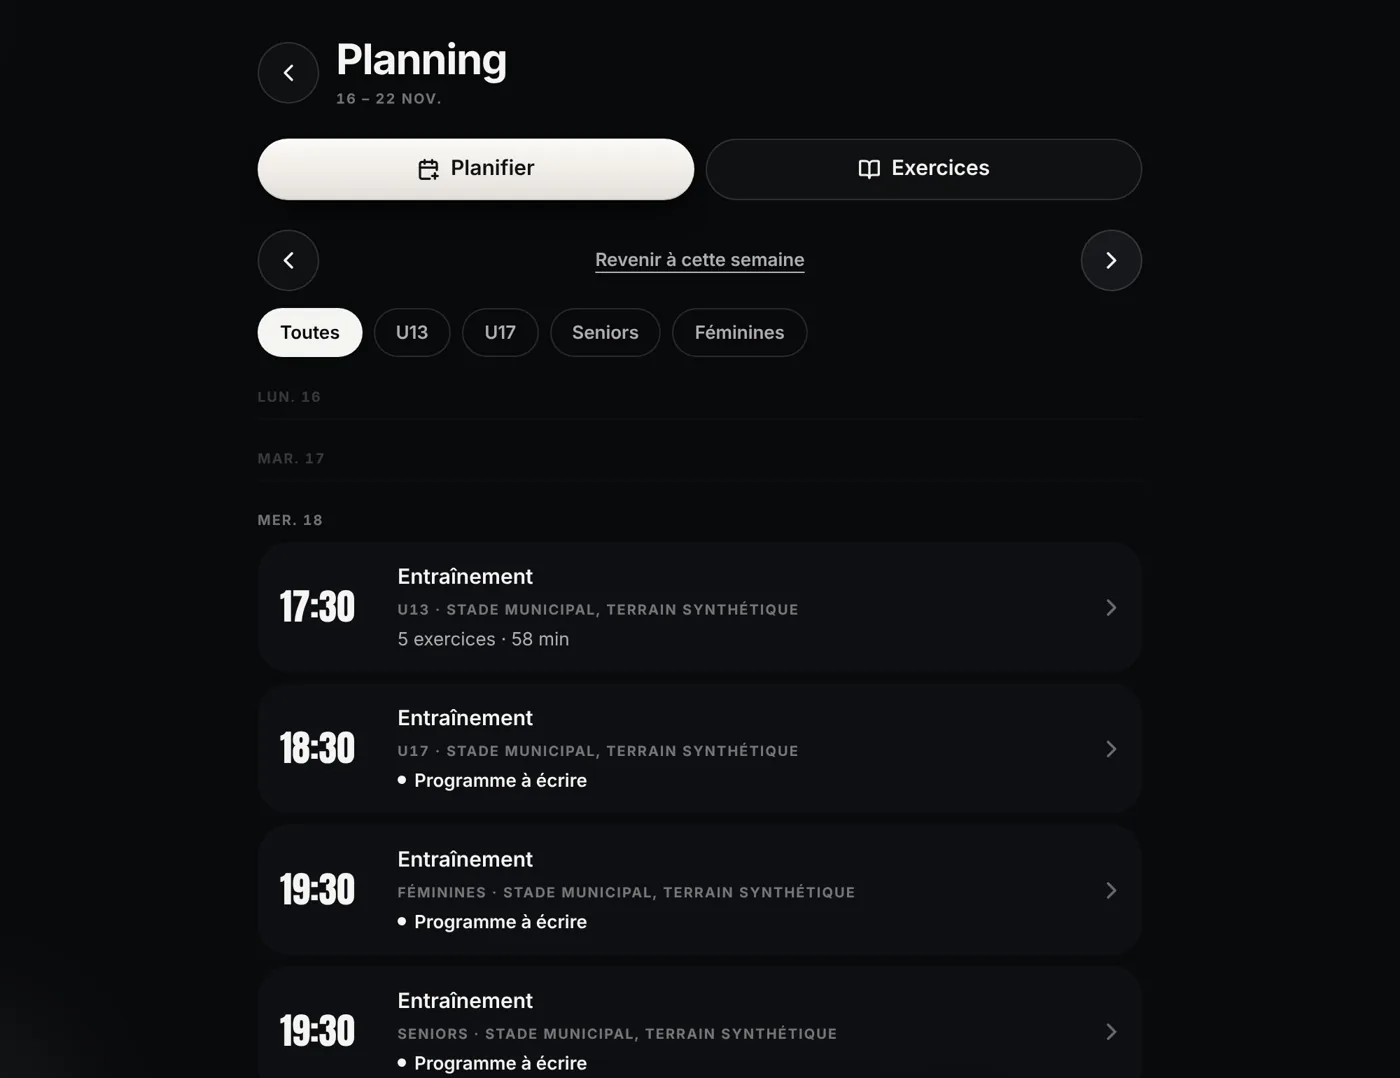 Planning
16 – 22 NOV.
Planifier
Exercices
Revenir à cette semaine
Toutes
U13
U17
Seniors
Féminines
LUN. 16
MAR. 17
MER. 18
17:30
Entraînement
U13 · STADE MUNICIPAL, TERRAIN SYNTHÉTIQUE
5 exercices · 58 min
18:30
Entraînement
U17 · STADE MUNICIPAL, TERRAIN SYNTHÉTIQUE
Programme à écrire
19:30
Entraînement
FÉMININES · STADE MUNICIPAL, TERRAIN SYNTHÉTIQUE
Programme à écrire
19:30
Entraînement
SENIORS · STADE MUNICIPAL, TERRAIN SYNTHÉTIQUE
Programme à écrire